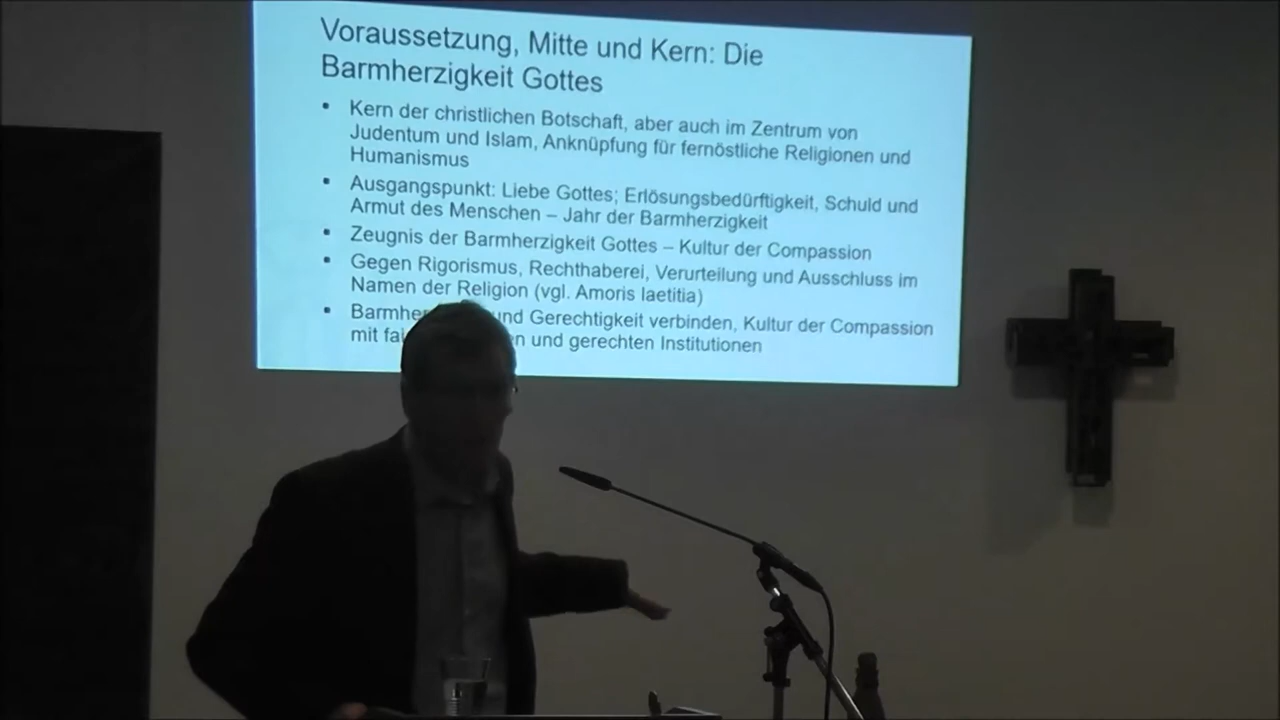 Voraussetzung, Mitte und Kern: Die
Barmherzigkeit Gottes
▪ Kern der christlichen Botschaft, aber auch im Zentrum von
Judentum und Islam, Anknüpfung für fernöstliche Religionen und
Humanismus
▪ Ausgangspunkt: Liebe Gottes; Erlösungsbedürftigkeit, Schuld und
Armut des Menschen – Jahr der Barmherzigkeit
▪ Zeugnis der Barmherzigkeit Gottes – Kultur der Compassion
▪ Gegen Rigorismus, Rechthaberei, Verurteilung und Ausschluss im
Namen der Religion (vgl. Amoris laetitia)
▪ und Gerechtigkeit verbinden, Kultur der Compassion
mit und gerechten Institutionen